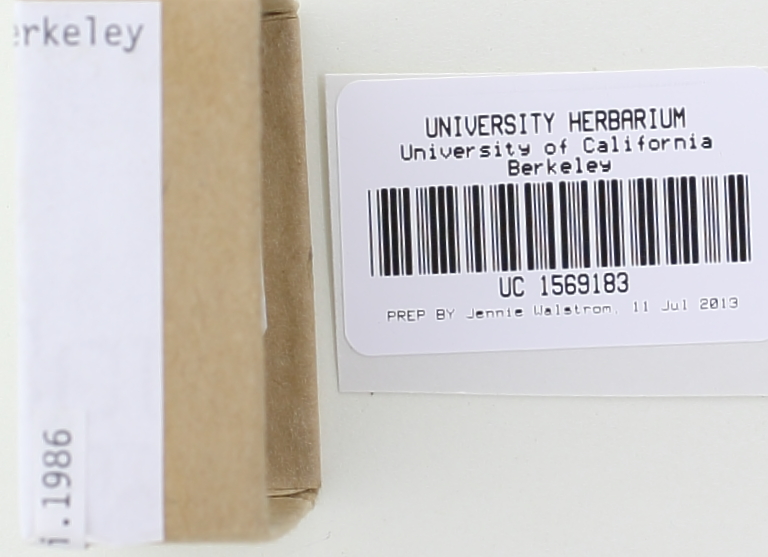 erkeley
i.1986
UNIVERSITY HERBARIUM
University of California
Berkeley
UC 1569183
PREP BY Jennie Walstrom, 11 Jul 2013